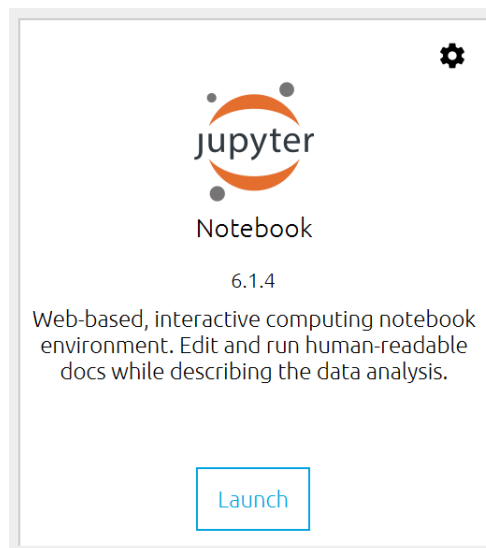 jupyter
Notebook
6.1.4
Web-based, interactive computing notebook
environment. Edit and run human-readable
docs while describing the data analysis.
Launch